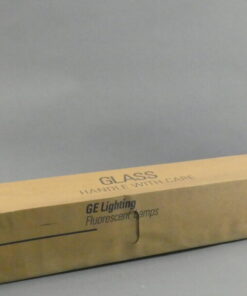 GLASS
HANDLE WITH CARE
GE Lighting
Fluorescent Lamps